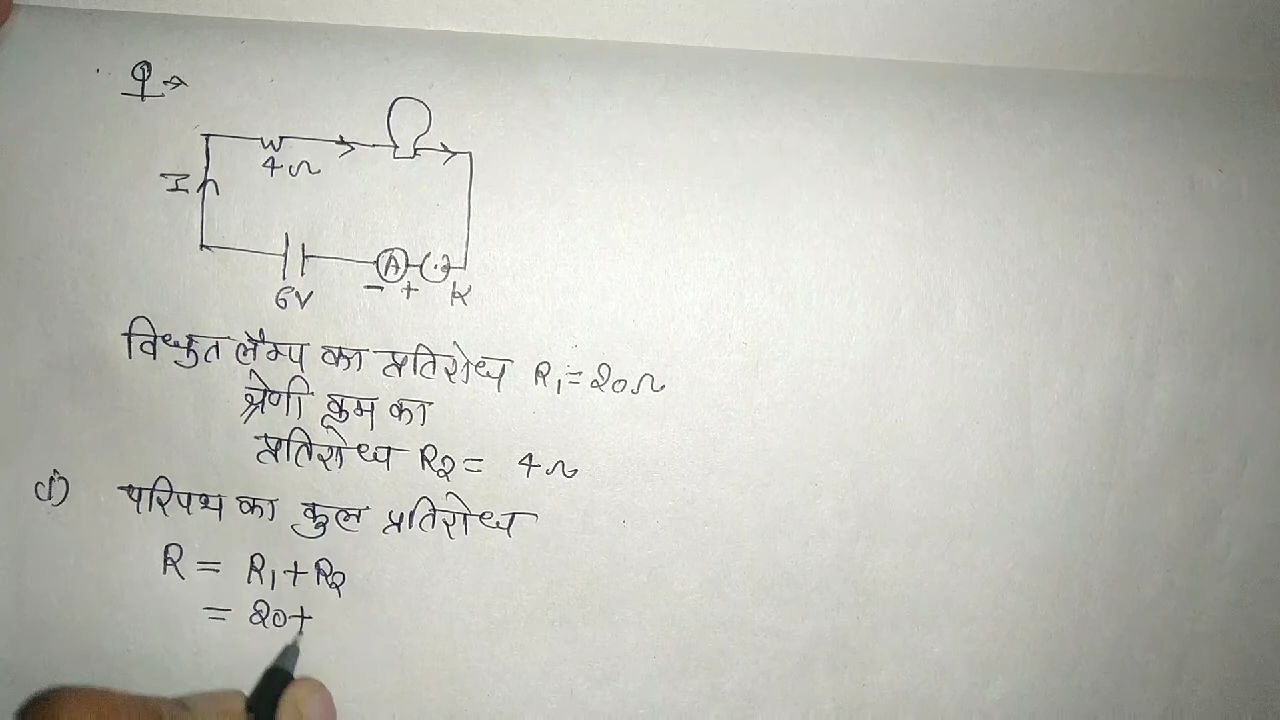 Q →
4Ω
I
6V
A
- + K
विधुत लैम्प का प्रतिरोध R₁ = 20Ω
श्रेणी क्रम का
प्रतिरोध R2 = 4Ω
(i) परिपथ का कुल प्रतिरोध
R = R₁ + R2
= 20+